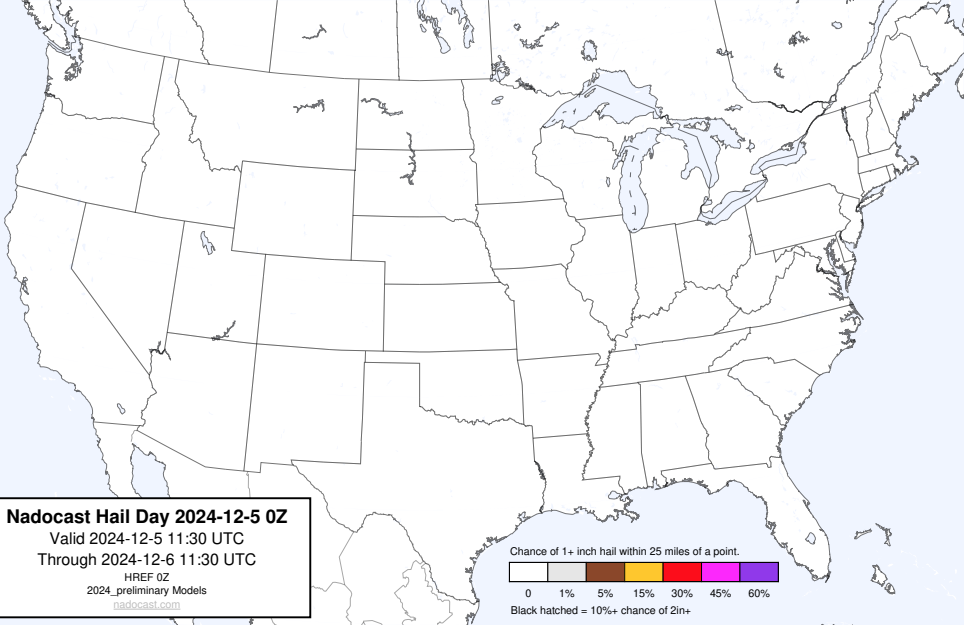 Nadocast Hail Day 2024-12-5 0Z
Valid 2024-12-5 11:30 UTC
Through 2024-12-6 11:30 UTC
HREF 0Z
2024_preliminary Models
nadocast.com
Chance of 1+ inch hail within 25 miles of a point.
0 1% 5% 15% 30% 45% 60%
Black hatched = 10%+ chance of 2in+